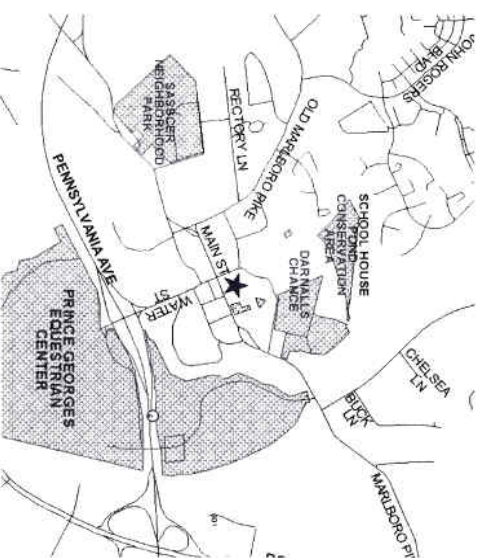 JOHN ROGERS
BLVD
SASSCER
NEIGHBORHOOD
PARK
RECTORY LN
OLD MARLBORO PIKE
SCHOOL HOUSE
POND
CONSERVATION
AREA
DARNALLS
CHANCE
MAIN ST
WATER
ST
PENNSYLVANIA AVE
PRINCE GEORGES
EQUESTRIAN
CENTER
CHELSEA
LN
BUCK
LN
MARLBORO PI